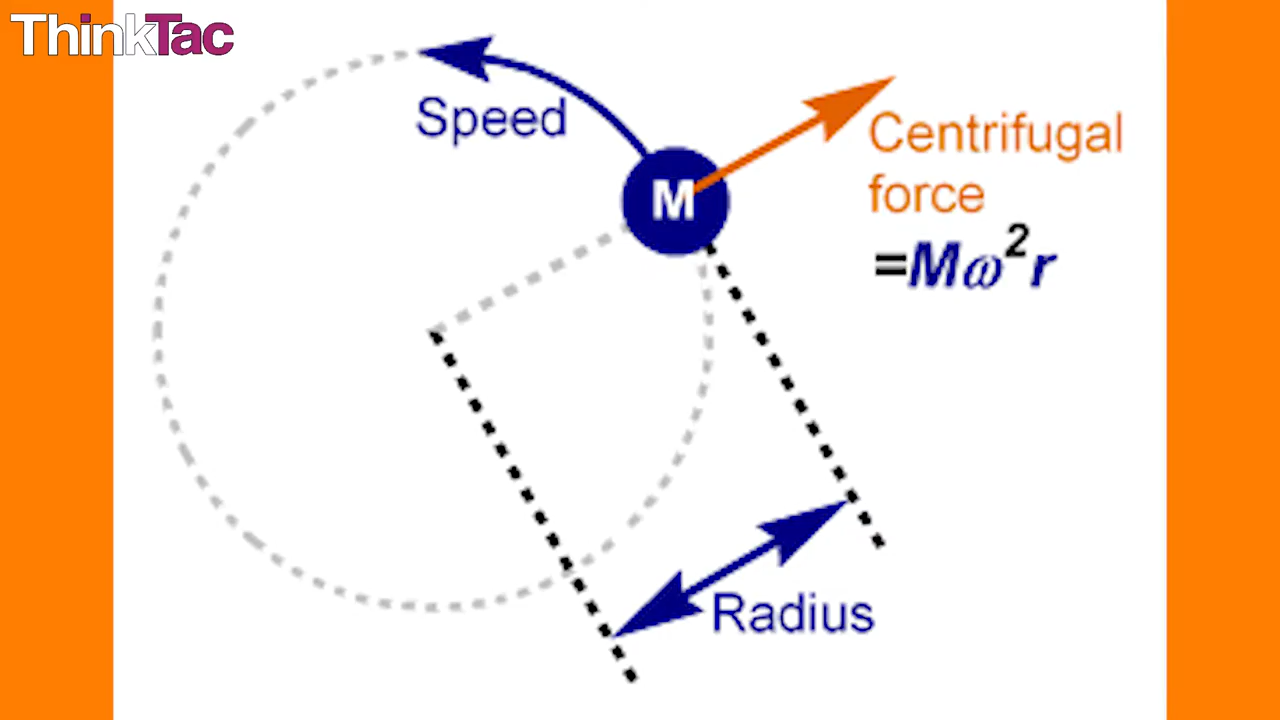 ThinkTac
Speed
M
Centrifugal
force
=Mω²r
Radius